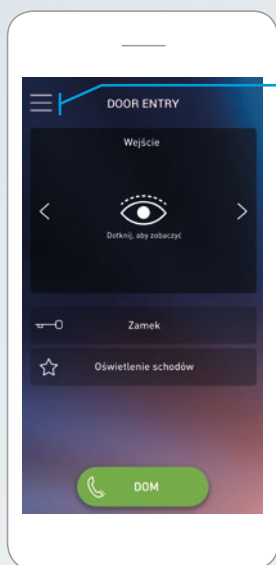 DOOR ENTRY
Wejście
Dotknij, aby zobaczyć
Zamek
Oświetlenie schodów
DOM